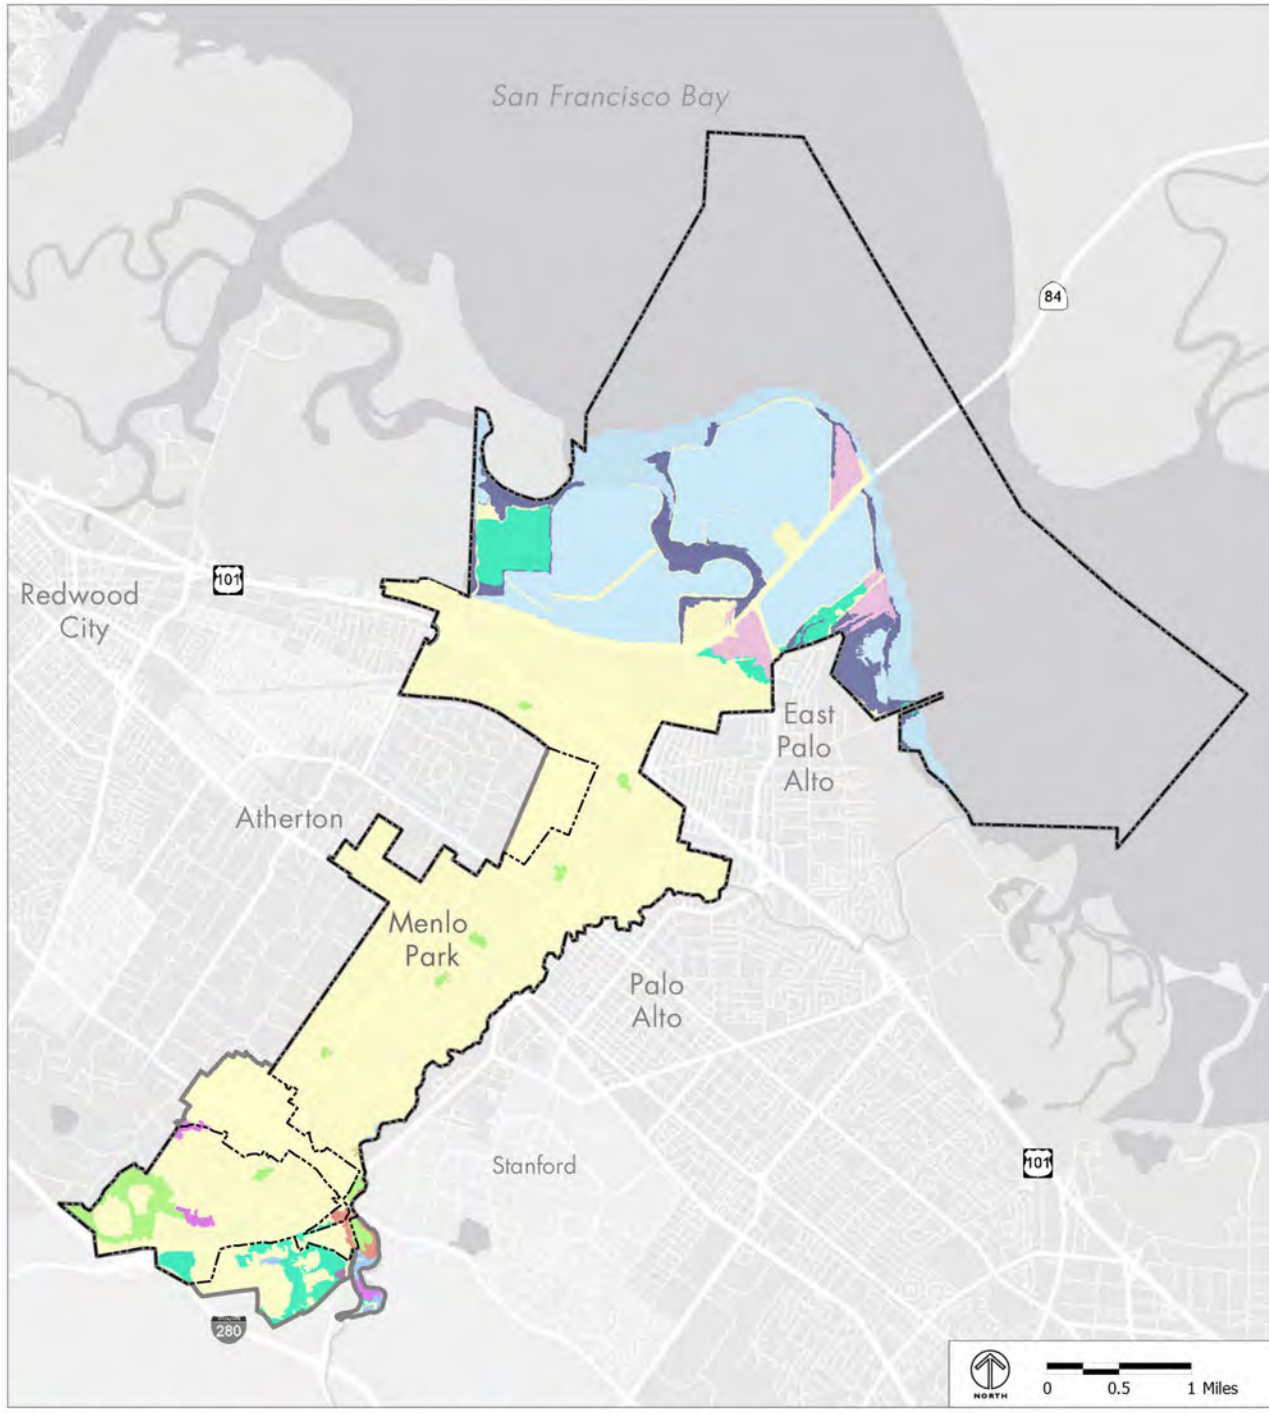 San Francisco Bay
84
101
Redwood
City
East
Palo
Alto
Atherton
Menlo
Park
Palo
Alto
Stanford
101
280
NORTH
0 0.5 1 Miles